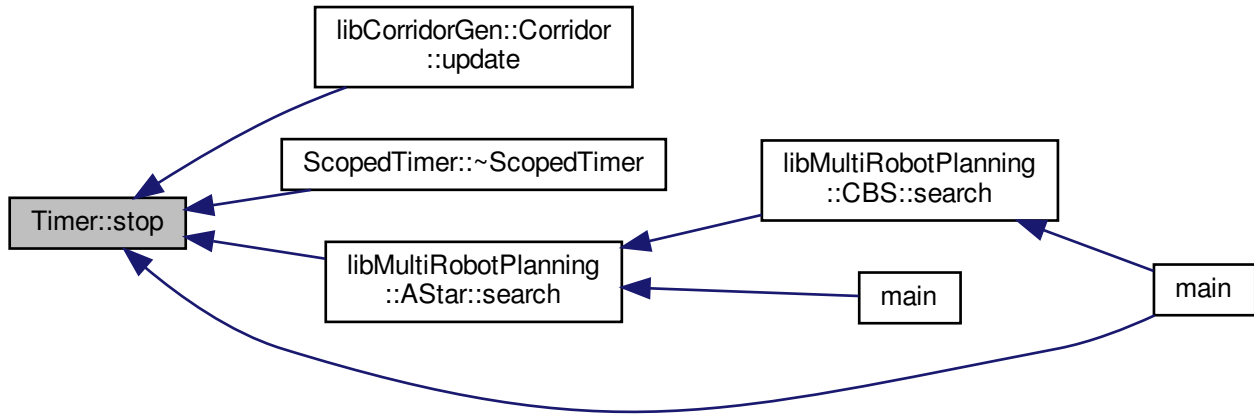 libCorridorGen::Corridor
::update
ScopedTimer::~ScopedTimer
libMultiRobotPlanning
::CBS::search
Timer::stop
libMultiRobotPlanning
::AStar::search
main
main